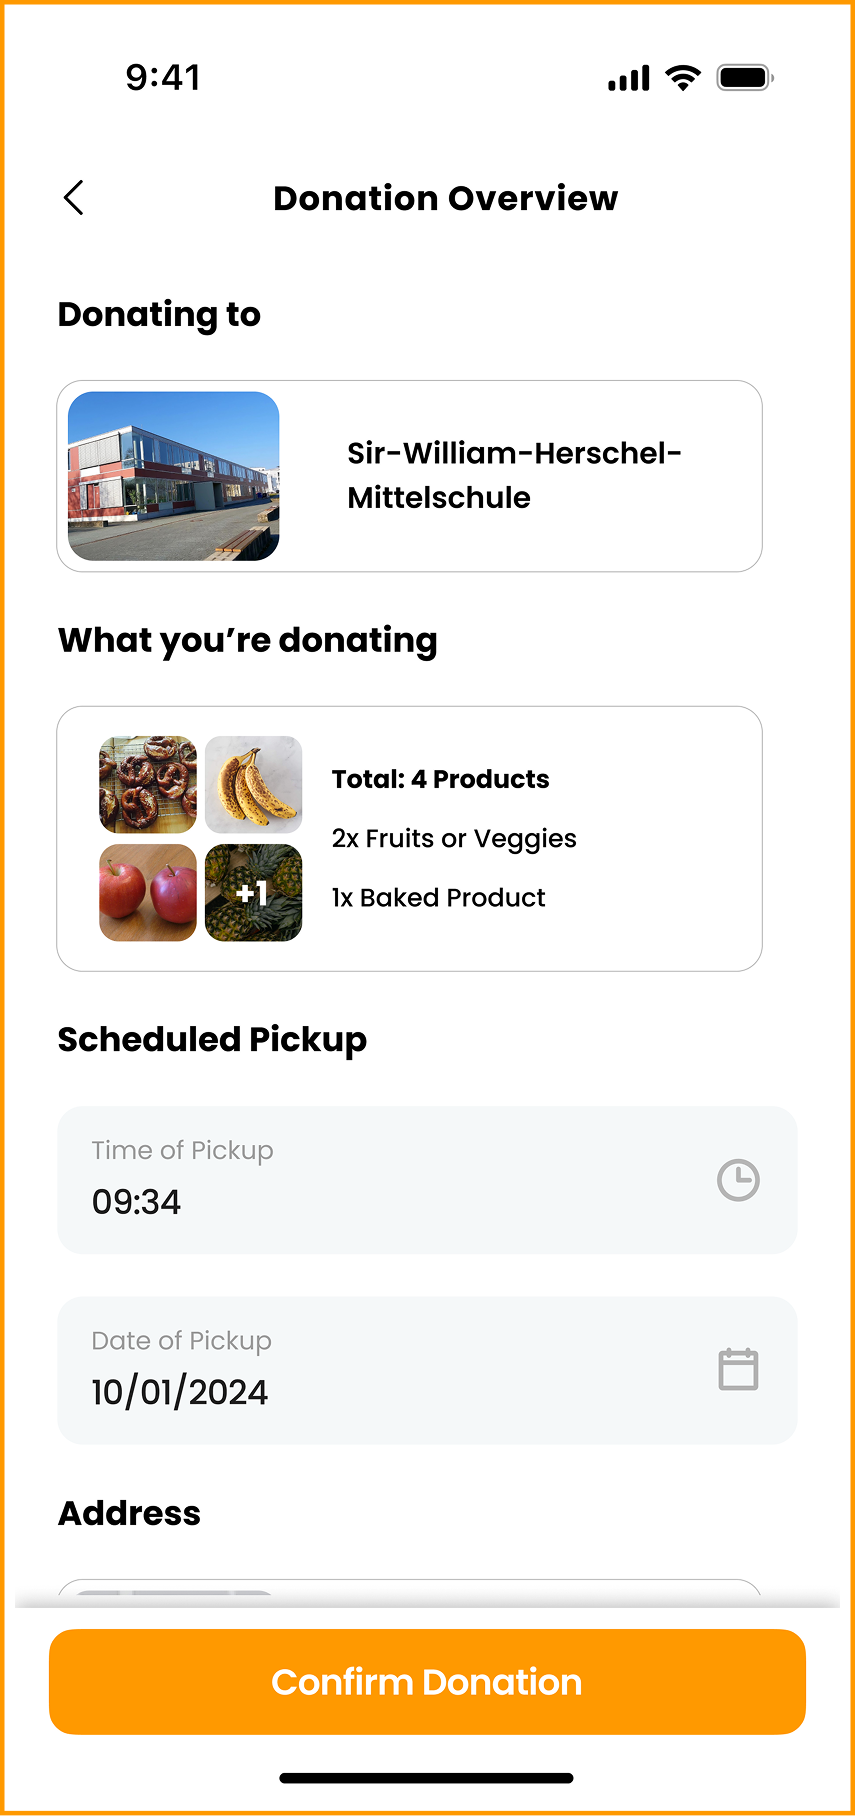 9:41
Donation Overview
Donating to
Sir-William-Herschel-
Mittelschule
What you’re donating
+1
Total: 4 Products
2x Fruits or Veggies
1x Baked Product
Scheduled Pickup
Time of Pickup
09:34
Date of Pickup
10/01/2024
Address
Confirm Donation